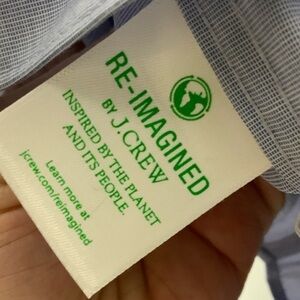 RE-IMAGINED
BY J.CREW
INSPIRED BY THE PLANET
AND ITS PEOPLE.
Learn more at
jcrew.com/reimagined